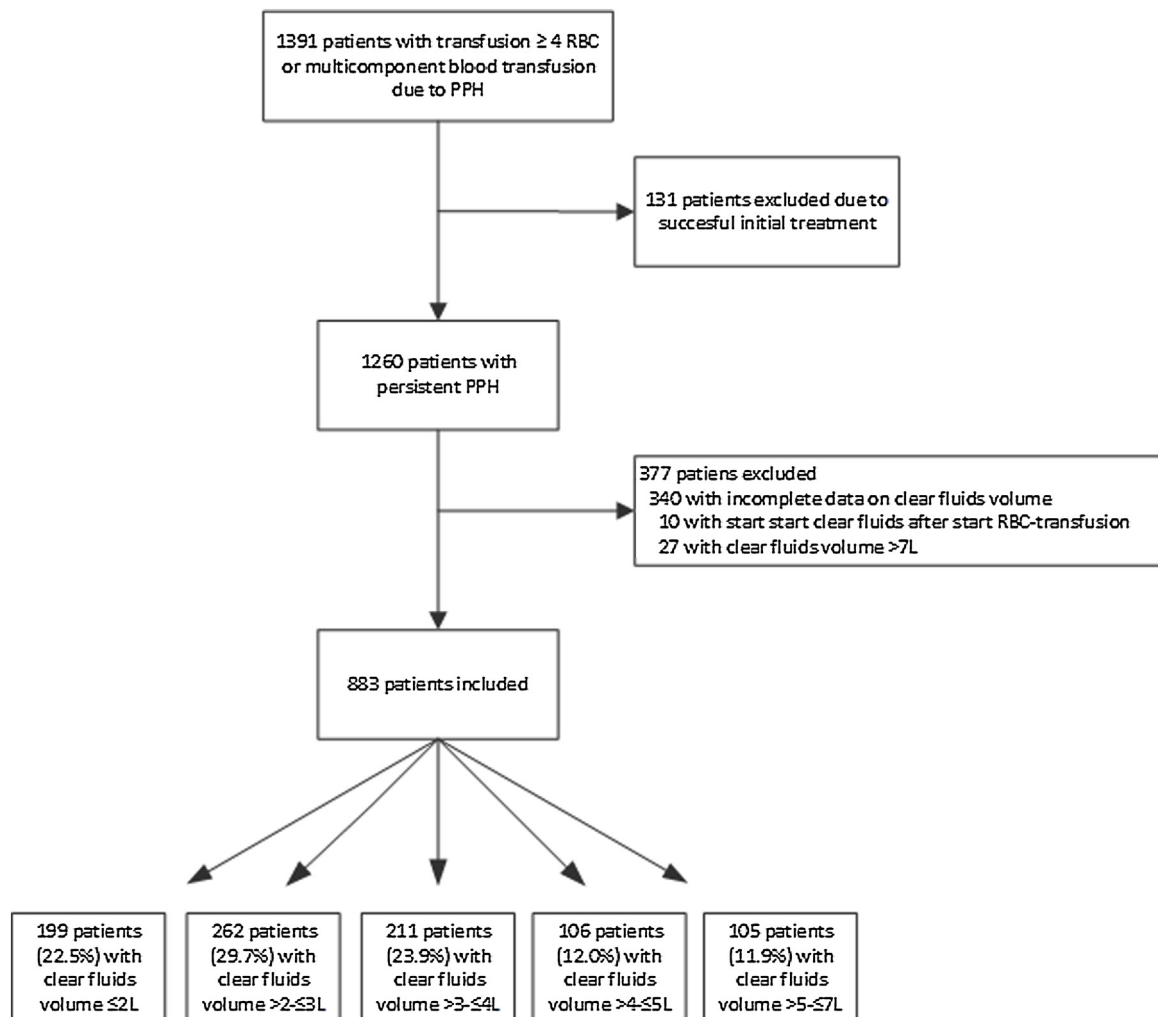 1391 patients with transfusion ≥ 4 RBC
or multicomponent blood transfusion
due to PPH
131 patients excluded due to
succesful initial treatment
1260 patients with
persistent PPH
377 patiens excluded
340 with incomplete data on clear fluids volume
10 with start start clear fluids after start RBC-transfusion
27 with clear fluids volume >7L
883 patients included
199 patients
(22.5%) with
clear fluids
volume ≤2L
262 patients
(29.7%) with
clear fluids
volume >2-≤3L
211 patients
(23.9%) with
clear fluids
volume >3-≤4L
106 patients
(12.0%) with
clear fluids
volume >4-≤5L
105 patients
(11.9%) with
clear fluids
volume >5-≤7L